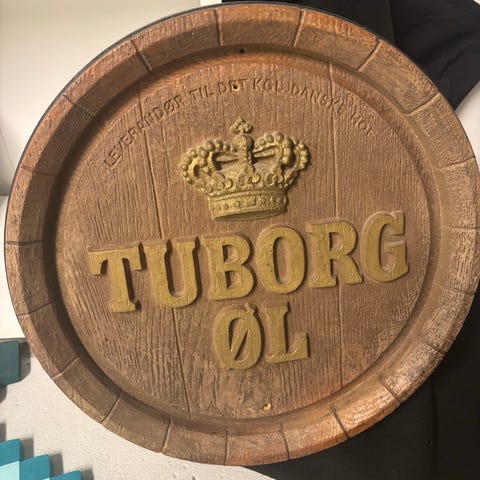 LEVERANDØR TIL DET KGL. DANSKE HOF
TUBORG
ØL